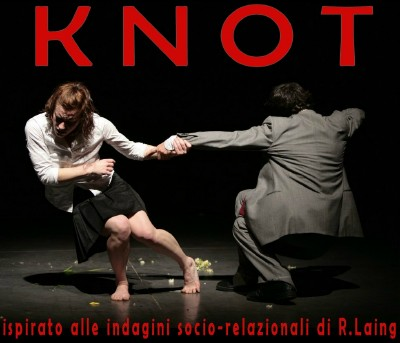 KNOT
ispirato alle indagini socio-relazionali di R.Laing